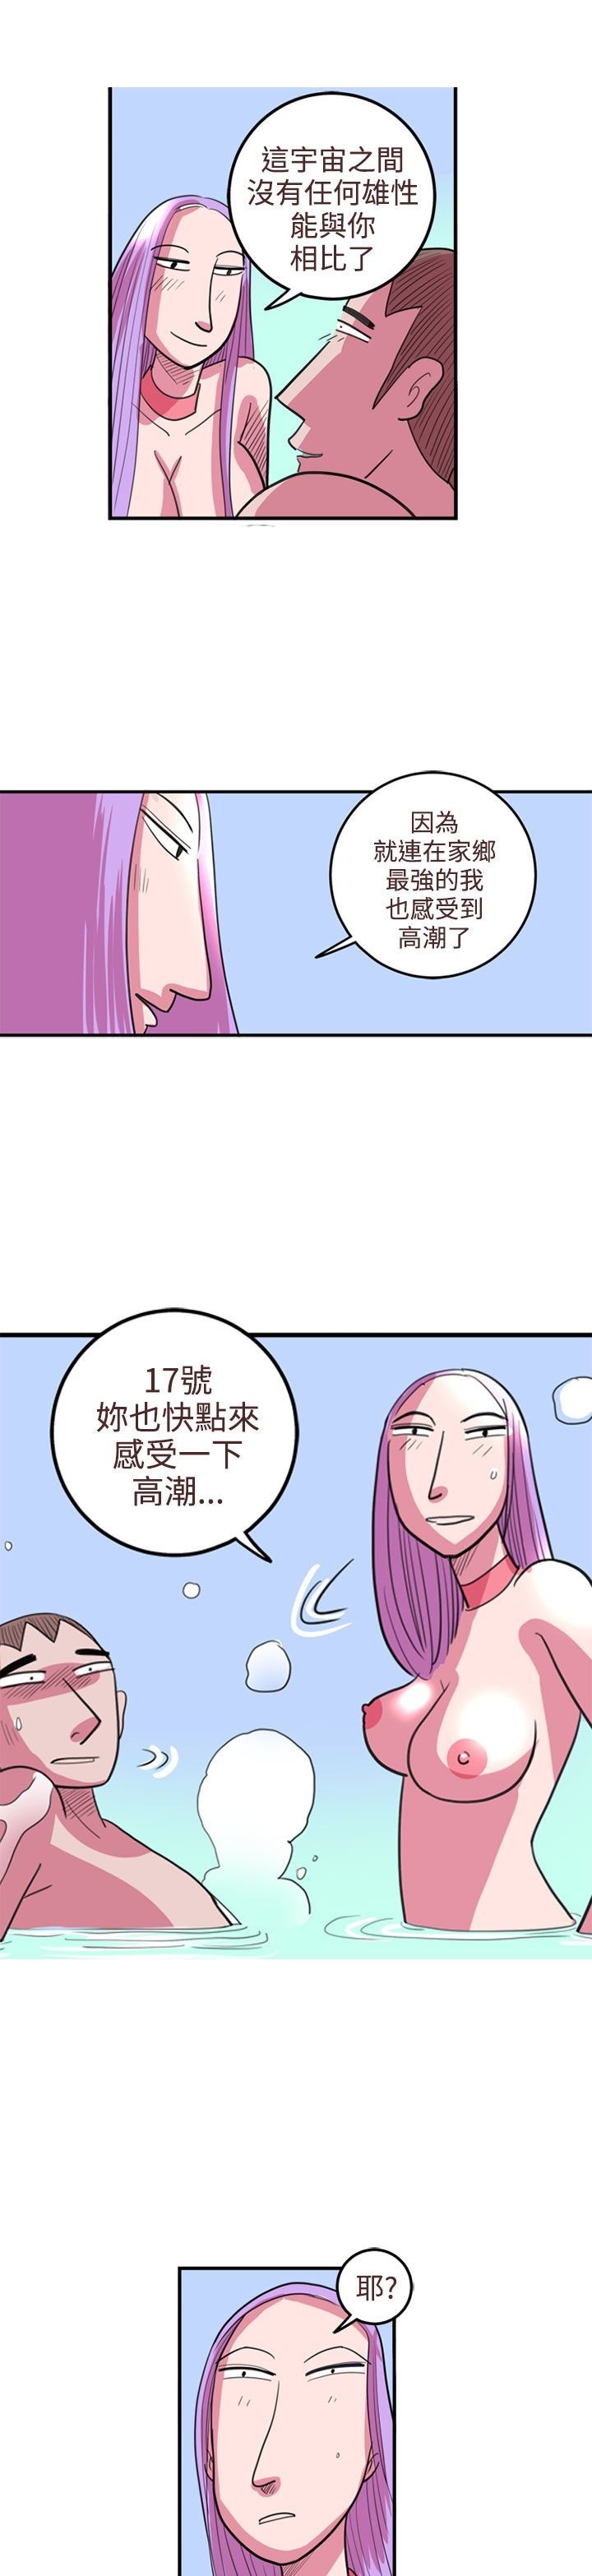 這宇宙之間
沒有任何雄性
能與你
相比了
因為
就連在家鄉
最強的我
也感受到
高潮了
17號
妳也快點來
感受一下
高潮...
耶?